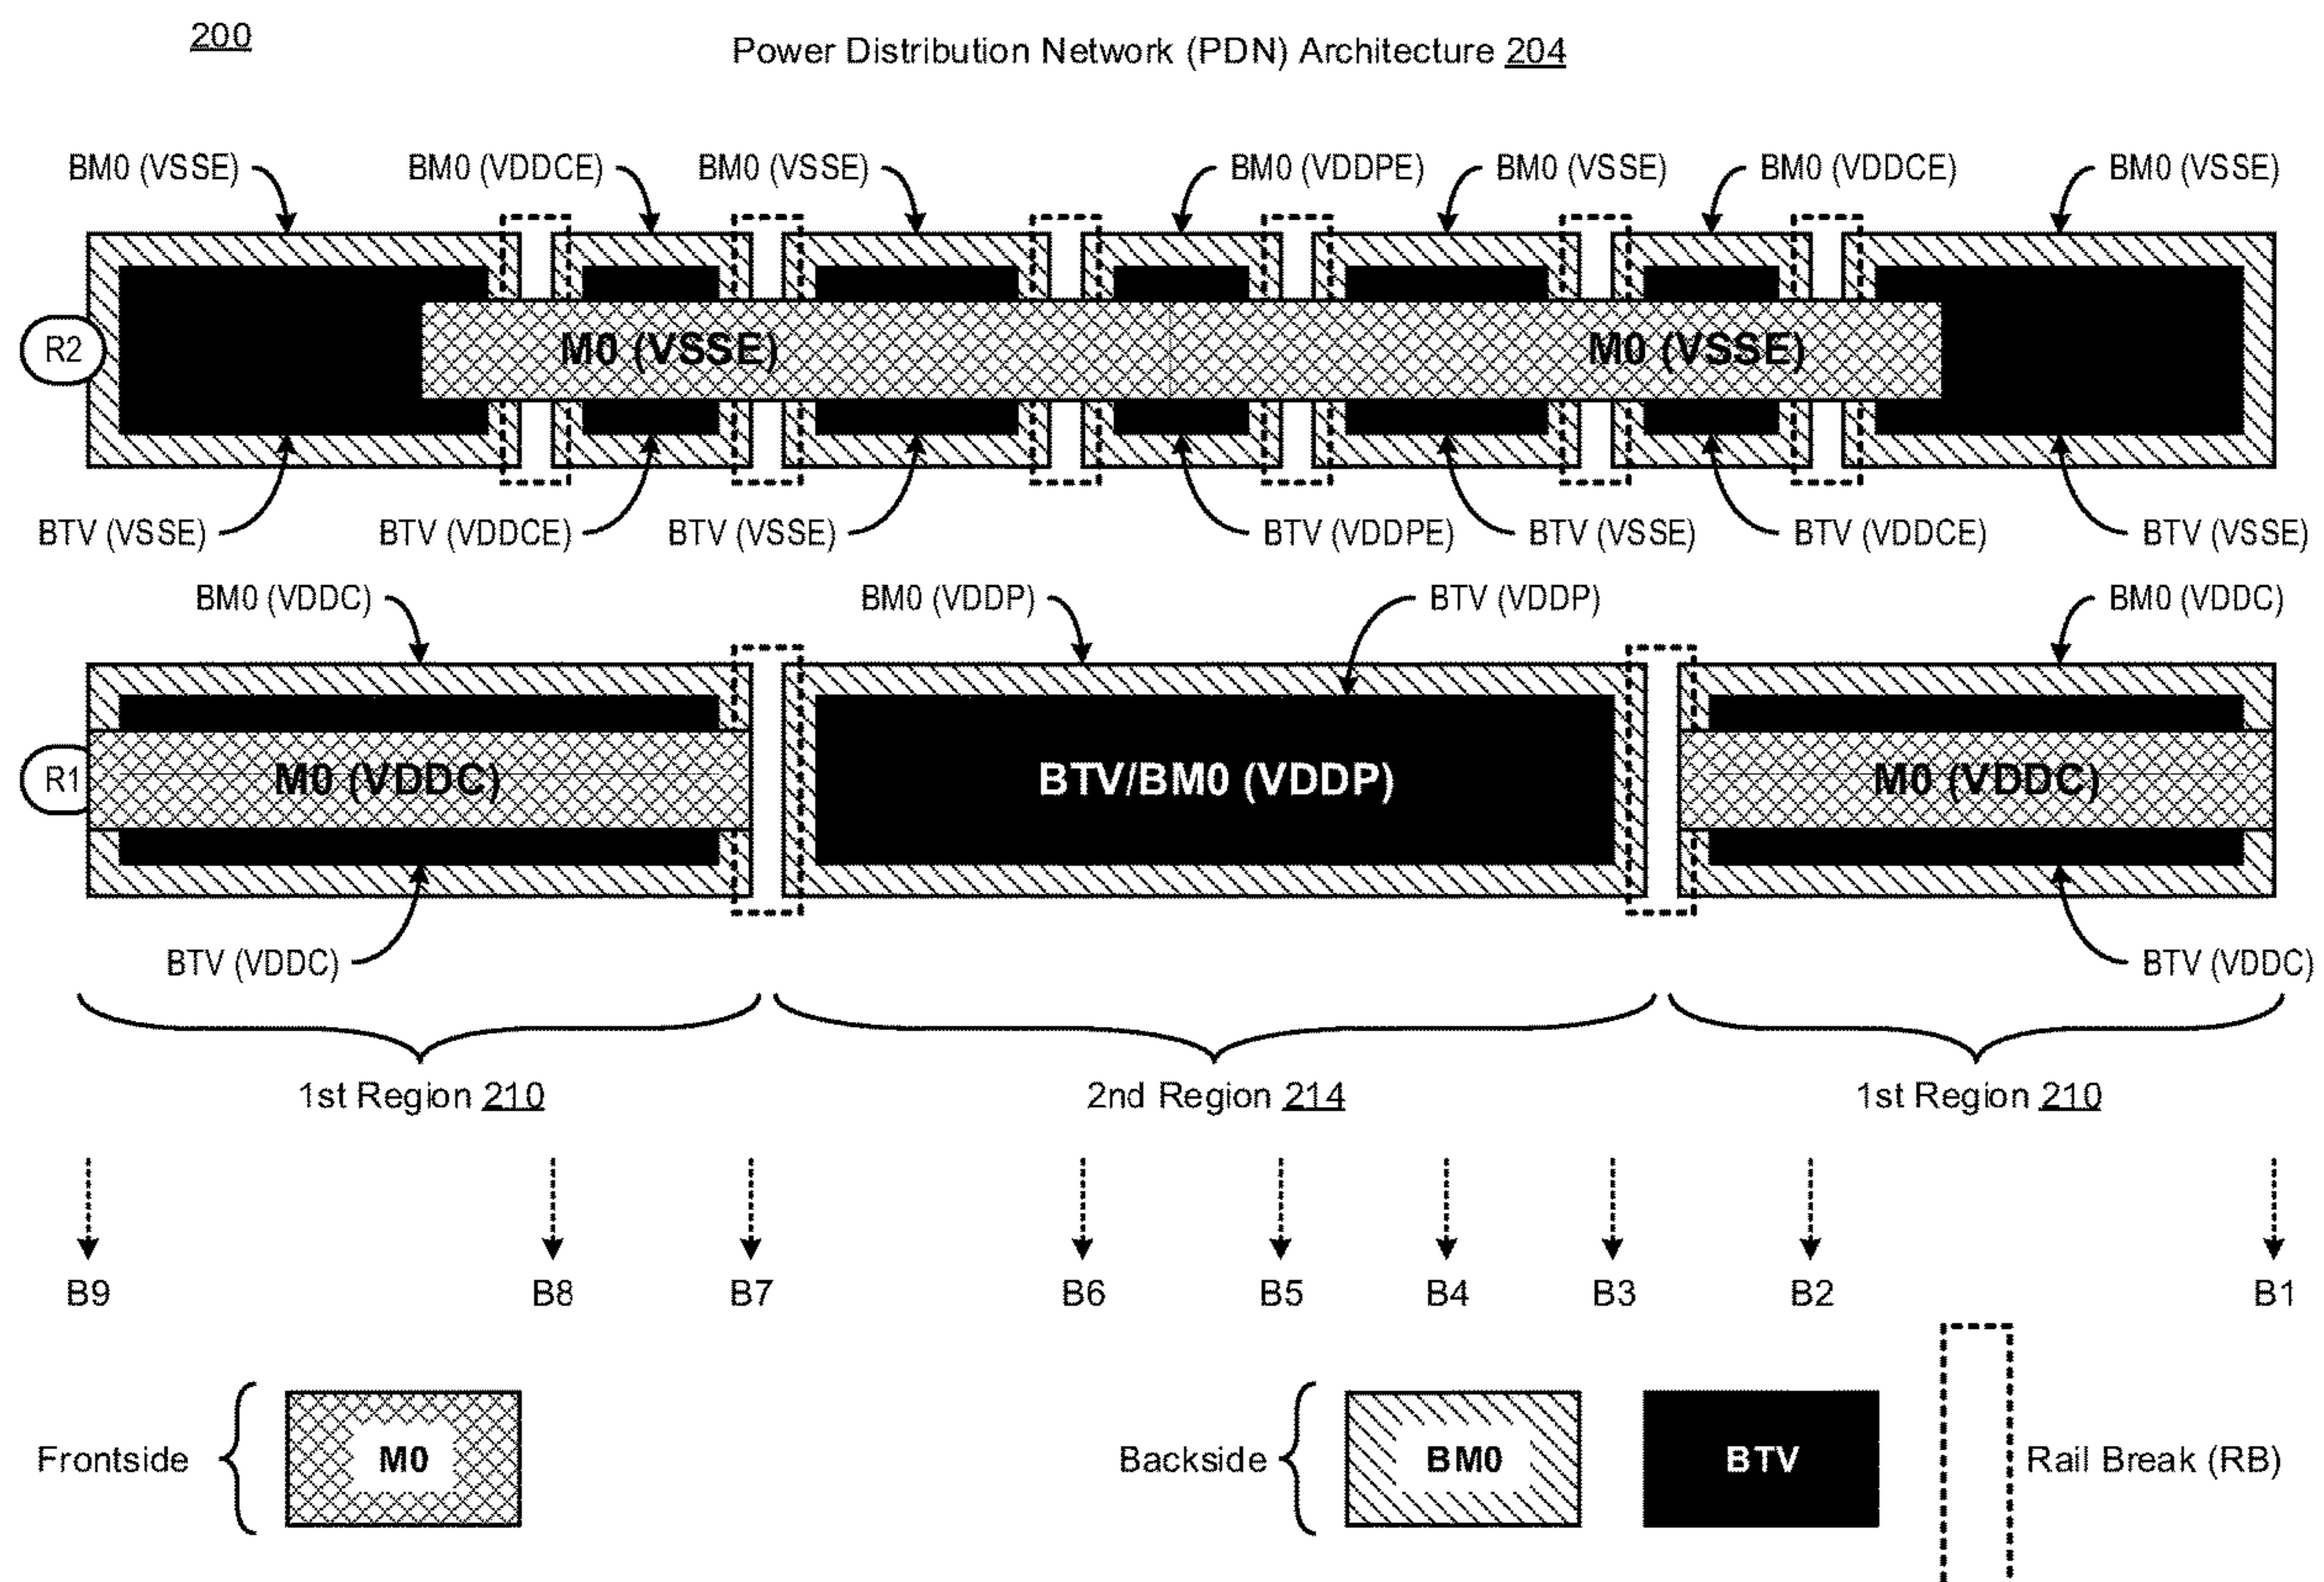 200
Power Distribution Network (PDN) Architecture 204
BM0 (VSSE) BM0 (VDDCE) BM0 (VSSE) BM0 (VDDPE) BM0 (VSSE) BM0 (VDDCE) BM0 (VSSE)
R2 M0 (VSSE) M0 (VSSE)
BTV (VSSE) BTV (VDDCE) BTV (VSSE) BTV (VDDPE) BTV (VSSE) BTV (VDDCE) BTV (VSSE)
BM0 (VDDC) BM0 (VDDP) BTV (VDDP) BM0 (VDDC)
R1 M0 (VDDC) BTV/BM0 (VDDP) M0 (VDDC)
BTV (VDDC) BTV (VDDC)
1st Region 210 2nd Region 214 1st Region 210
B9 B8 B7 B6 B5 B4 B3 B2 B1
Frontside M0 Backside BM0 BTV Rail Break (RB)